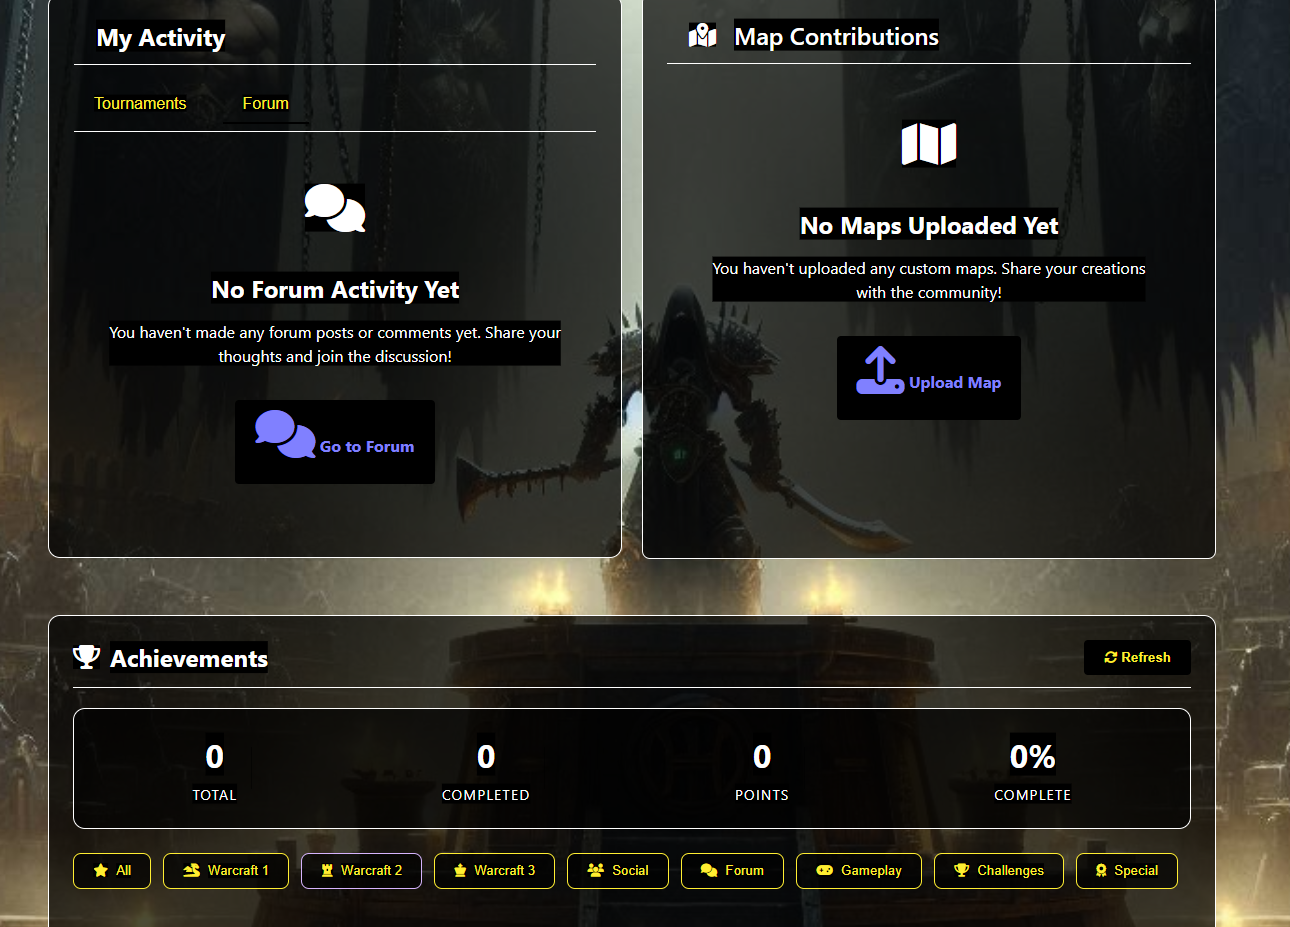 My Activity
Tournaments
Forum
No Forum Activity Yet
You haven't made any forum posts or comments yet. Share your
thoughts and join the discussion!
Go to Forum
Map Contributions
No Maps Uploaded Yet
You haven't uploaded any custom maps. Share your creations
with the community!
Upload Map
Achievements
Refresh
0
TOTAL
0
COMPLETED
0
POINTS
0%
COMPLETE
All
Warcraft 1
Warcraft 2
Warcraft 3
Social
Forum
Gameplay
Challenges
Special